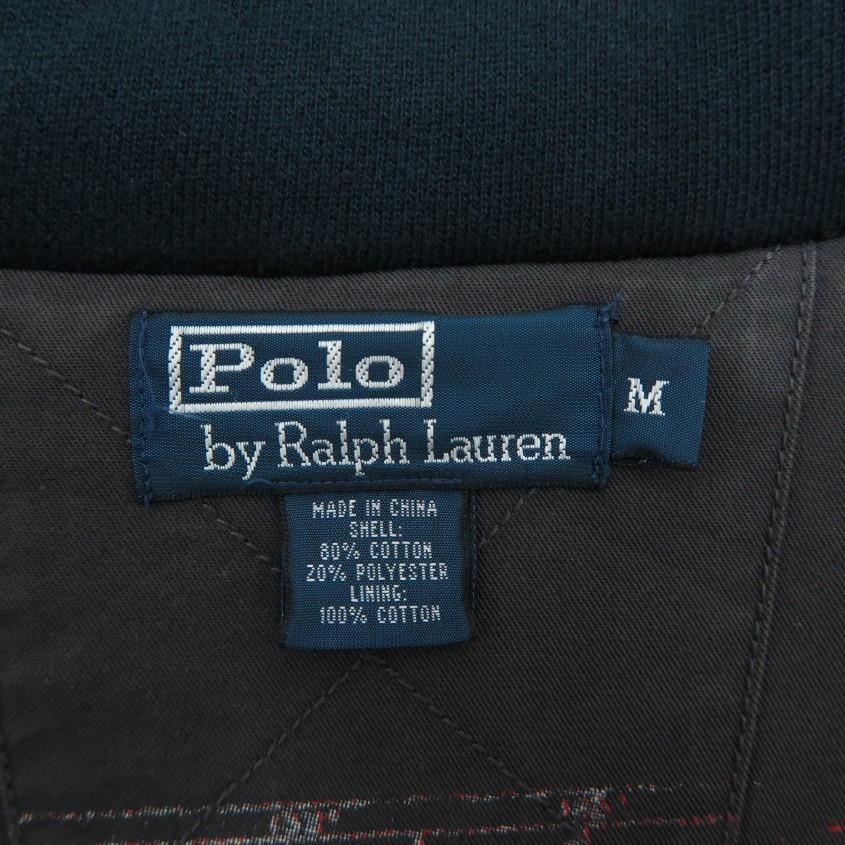 Polo
by Ralph Lauren
M
MADE IN CHINA
SHELL:
80% COTTON
20% POLYESTER
LINING:
100% COTTON